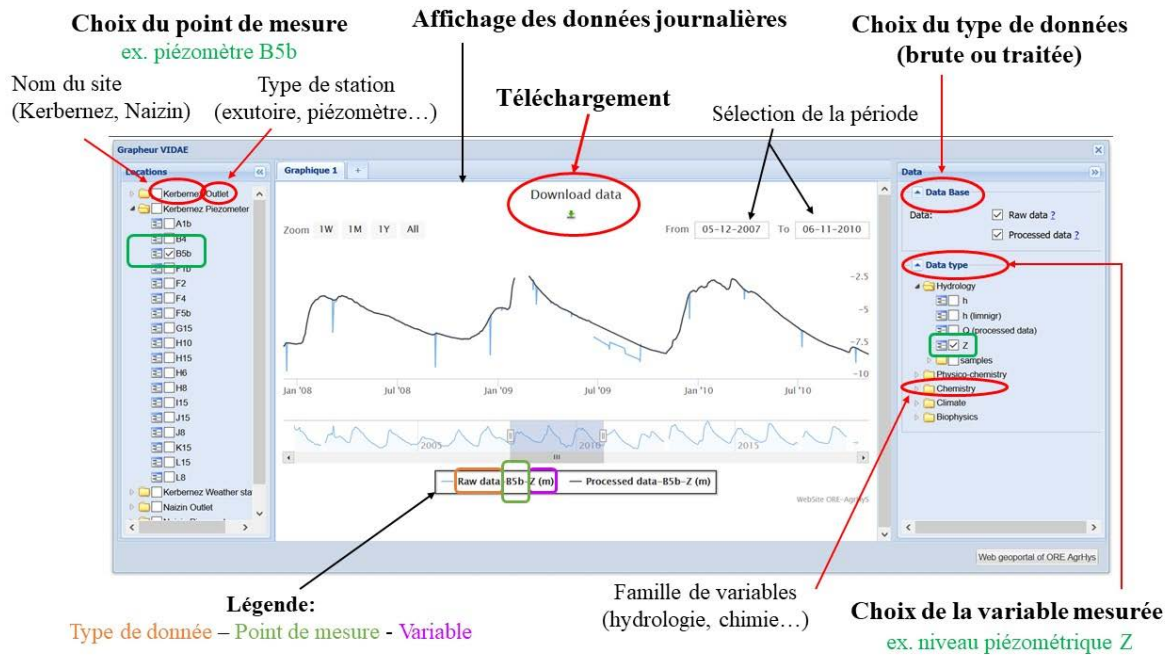 Choix du point de mesure
ex. piézomètre B5b
Affichage des données journalières
Choix du type de données
(brute ou traitée)
Nom du site
(Kerbernez, Naizin)
Type de station
(exutoire, piézomètre…)
Téléchargement
Sélection de la période
Grapheur VIDAE
Locations
Kerbernez Outlet
Kerbernez Piezometer
A1b
B4
B5b
F1b
F2
F4
F5b
G15
H10
H15
H6
H8
I15
J15
J8
K15
L15
L8
Kerbernez Weather sta
Naizin Outlet
Graphique 1 +
Download data
Zoom 1W 1M 1Y All
From 05-12-2007 To 06-11-2010
-2.5
-5
-7.5
-10
Jan '08 Jul '08 Jan '09 Jul '09 Jan '10 Jul '10
2005 2010 2015
Raw data-B5b-Z (m) Processed data-B5b-Z (m)
WebSite ORE-AgrHyS
Data
Data Base
Data:
Raw data ?
Processed data ?
Data type
Hydrology
h
h (limnigr)
Q (processed data)
Z
samples
Physico-chemistry
Chemistry
Climate
Biophysics
Web geoportal of ORE AgrHys
Légende:
Type de donnée – Point de mesure - Variable
Famille de variables
(hydrologie, chimie…)
Choix de la variable mesurée
ex. niveau piézométrique Z